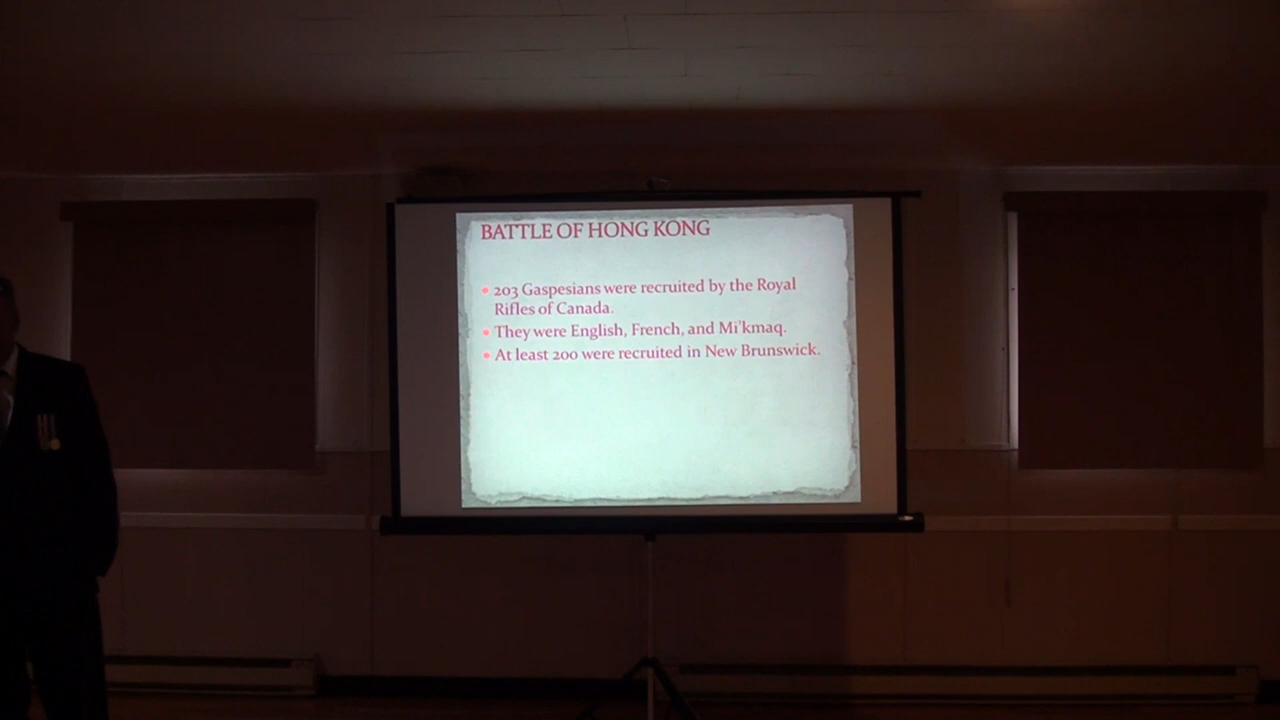 BATTLE OF HONG KONG
• 203 Gaspesians were recruited by the Royal
Rifles of Canada.
• They were English, French, and Mi'kmaq.
• At least 200 were recruited in New Brunswick.